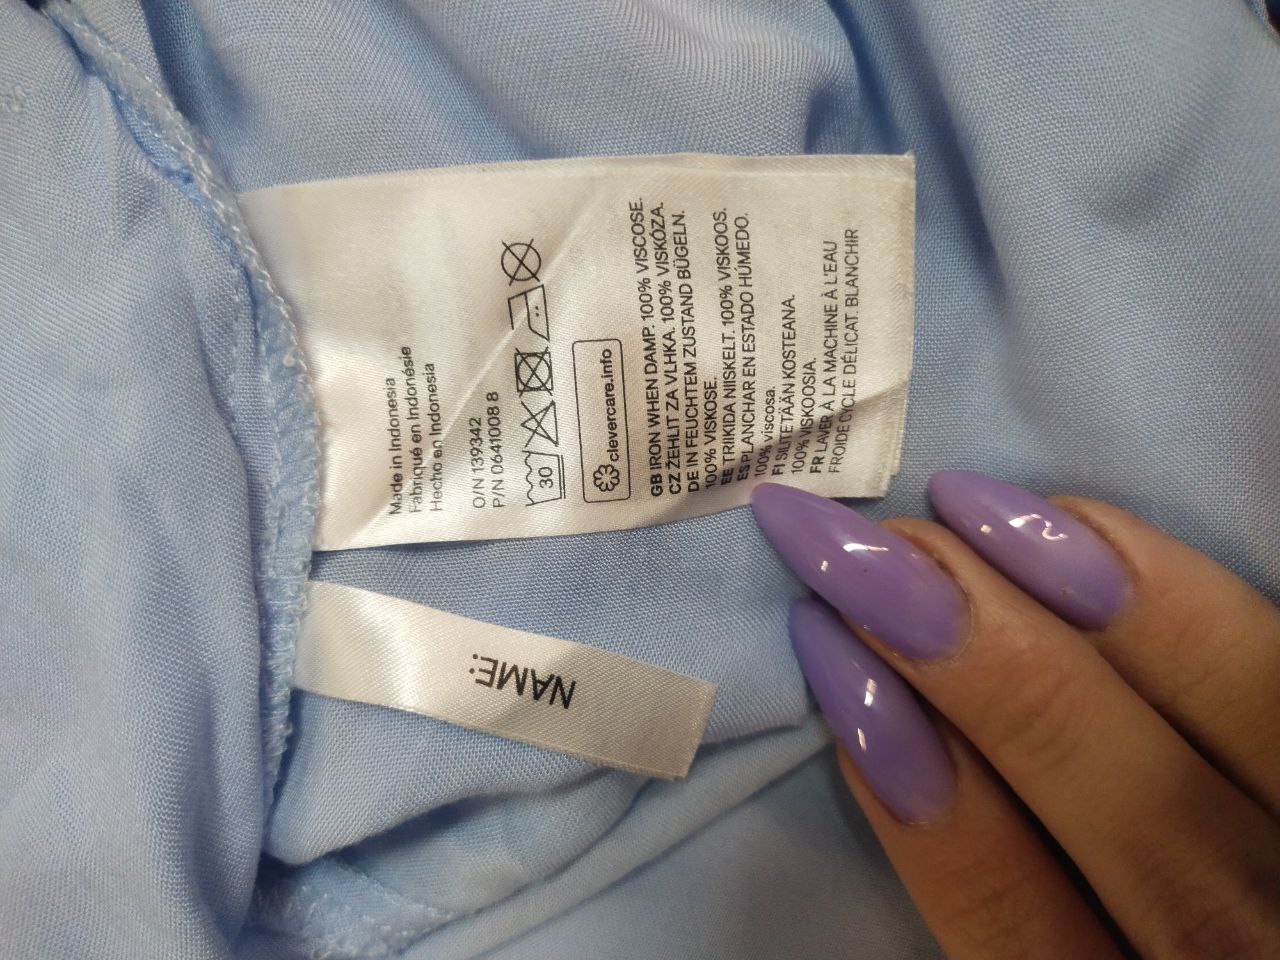 Made in Indonesia
Fabriqué en Indonésie
Hecho en Indonesia
O/N 139342
P/N 0641008 8
30
clevercare.info
GB IRON WHEN DAMP. 100% VISCOSE.
CZ ŽEHLIT ZA VLHKA. 100% VISKÓZA.
DE IN FEUCHTEM ZUSTAND BÜGELN.
100% VISKOSE.
EE TRIIKIDA NIISKELT. 100% VISKOOS.
ES PLANCHAR EN ESTADO HÚMEDO.
100% viscosa.
FI SILITETÄÄN KOSTEANA.
100% VISKOOSIA.
FR LAVER À LA MACHINE À L'EAU
FROIDE CYCLE DÉLICAT. BLANCHIR
NAME: